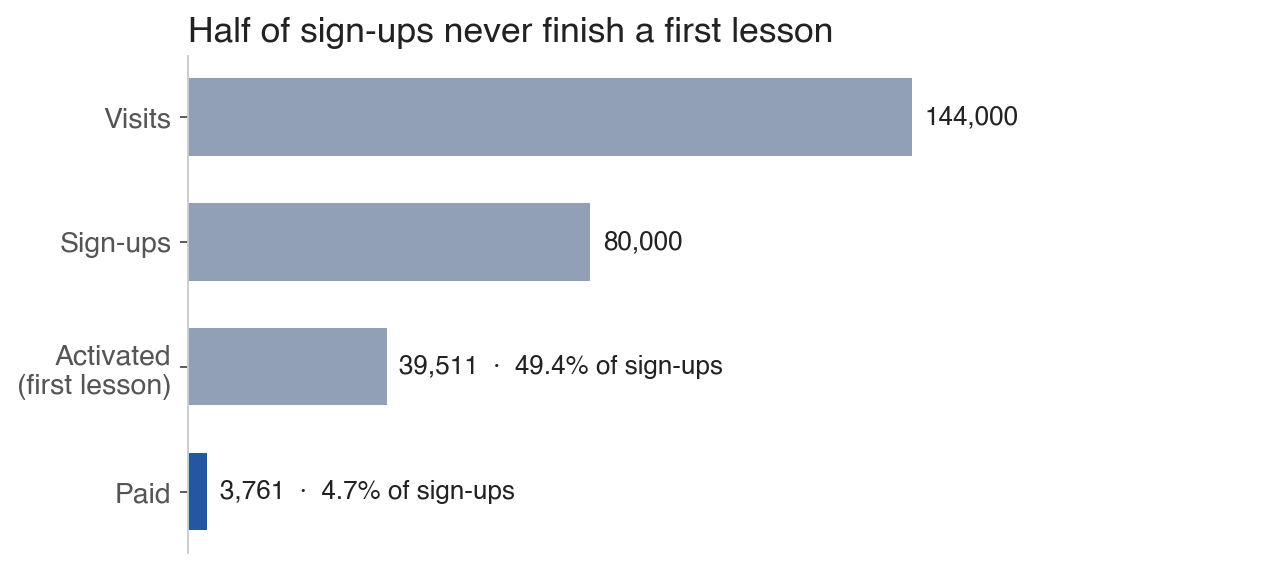 Half of sign-ups never finish a first lesson
Visits
144,000
Sign-ups
80,000
Activated
(first lesson)
39,511 · 49.4% of sign-ups
Paid
3,761 · 4.7% of sign-ups